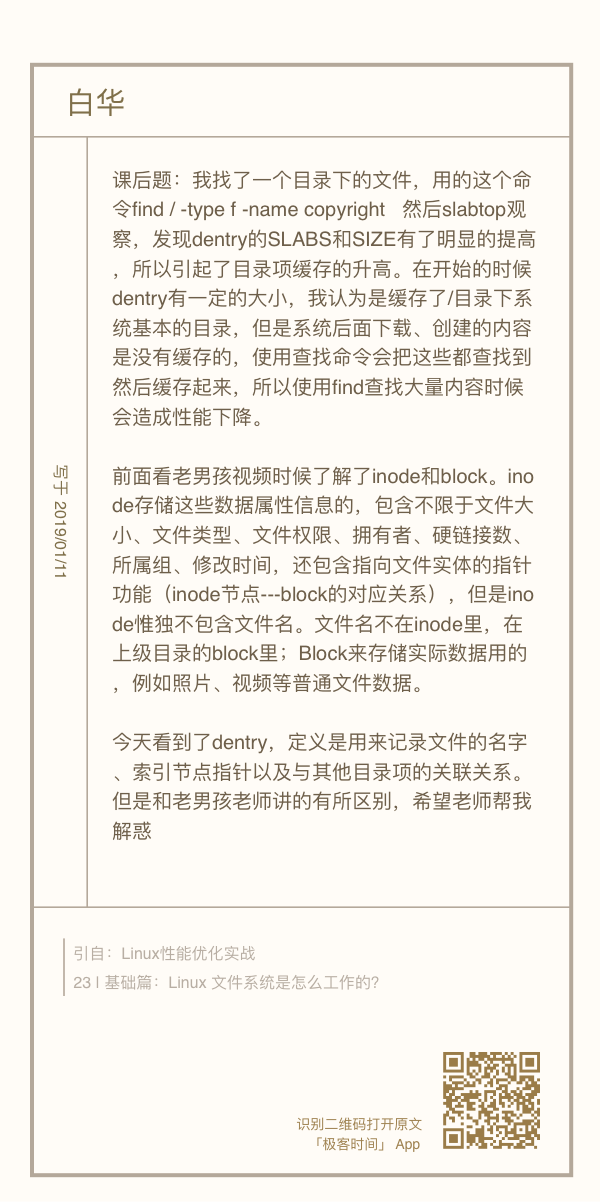 白华
课后题：我找了一个目录下的文件，用的这个命
令find / -type f -name copyright   然后slabtop观
察，发现dentry的SLABS和SIZE有了明显的提高
，所以引起了目录项缓存的升高。在开始的时候
dentry有一定的大小，我认为是缓存了/目录下系
统基本的目录，但是系统后面下载、创建的内容
是没有缓存的，使用查找命令会把这些都查找到
然后缓存起来，所以使用find查找大量内容时候
会造成性能下降。
前面看老男孩视频时候了解了inode和block。ino
de存储这些数据属性信息的，包含不限于文件大
小、文件类型、文件权限、拥有者、硬链接数、
所属组、修改时间，还包含指向文件实体的指针
功能（inode节点---block的对应关系），但是ino
de惟独不包含文件名。文件名不在inode里，在
上级目录的block里；Block来存储实际数据用的
，例如照片、视频等普通文件数据。
今天看到了dentry，定义是用来记录文件的名字
、索引节点指针以及与其他目录项的关联关系。
但是和老男孩老师讲的有所区别，希望老师帮我
解惑
写于 2019/01/11
引自：Linux性能优化实战
23 | 基础篇：Linux 文件系统是怎么工作的?
识别二维码打开原文
「极客时间」 App